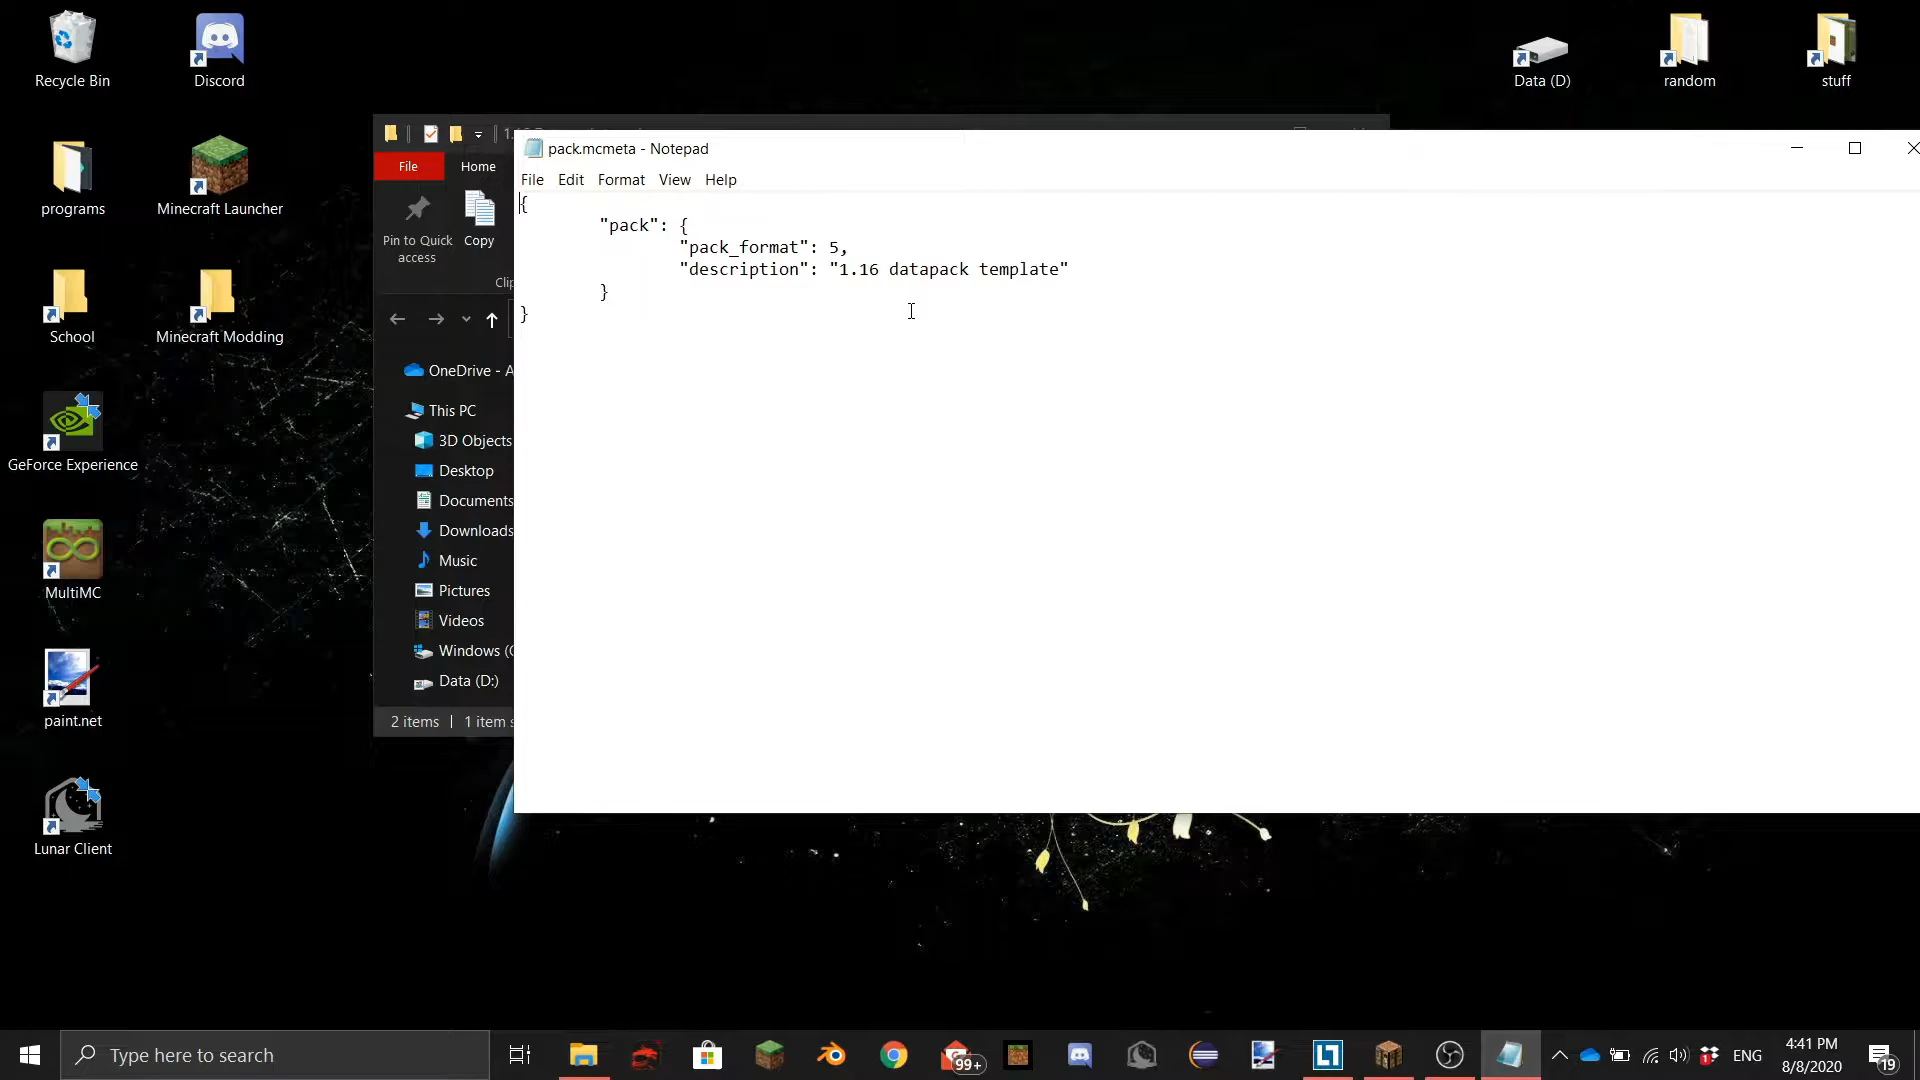 Recycle Bin
Discord
Data (D)
random
stuff
programs
Minecraft Launcher
School
Minecraft Modding
GeForce Experience
MultiMC
paint.net
Lunar Client
File
Home
Pin to Quick
access
Copy
OneDrive - A
This PC
3D Objects
Desktop
Documents
Downloads
Music
Pictures
Videos
Windows (C
Data (D:)
2 items
1 item s
pack.mcmeta - Notepad
File Edit Format View Help
{
"pack": {
"pack_format": 5,
"description": "1.16 datapack template"
}
}
Type here to search
99+
1
ENG
4:41 PM
8/8/2020
19